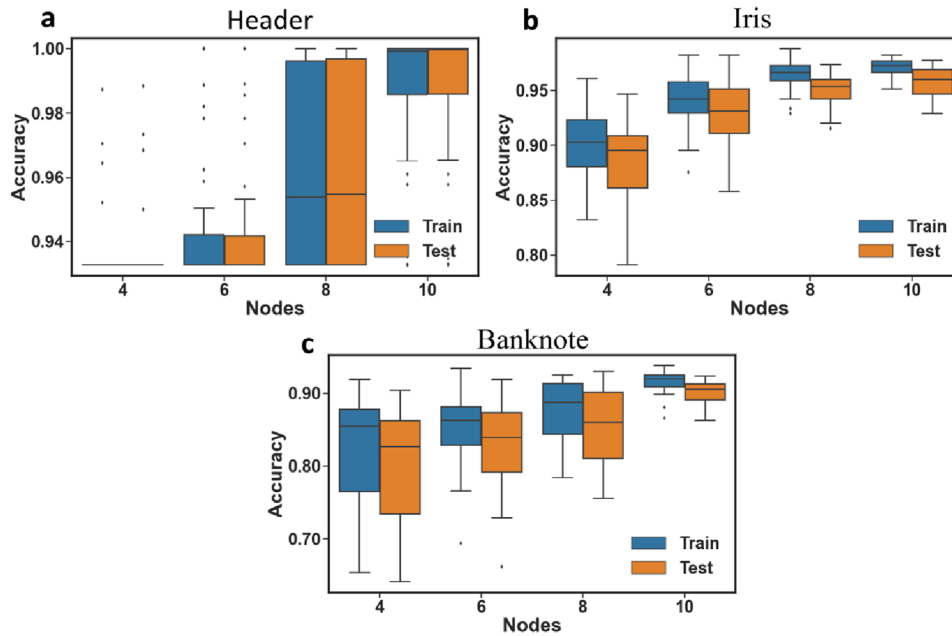 a
Header
1.00
0.98
0.96
0.94
Accuracy
Train
Test
4 6 8 10
Nodes
b
Iris
0.95
0.90
0.85
0.80
Accuracy
Train
Test
4 6 8 10
Nodes
c
Banknote
0.90
0.80
0.70
Accuracy
Train
Test
4 6 8 10
Nodes